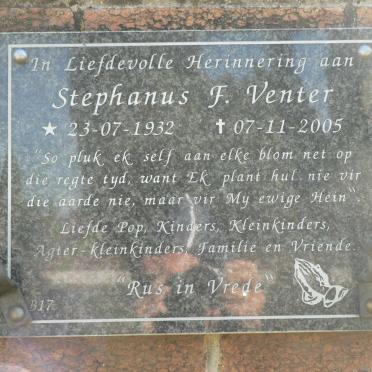 In Liefdevolle Herinnering aan
Stephanus F. Venter
★ 23-07-1932 ✝ 07-11-2005
"So pluk ek self aan elke blom net op
die regte tyd, want Ek plant hul nie vir
die aarde nie, maar vir My ewige Hein".
Liefde Pop, Kinders, Kleinkinders,
Agter-kleinkinders, Familie en Vriende.
"Rus in Vrede"
917